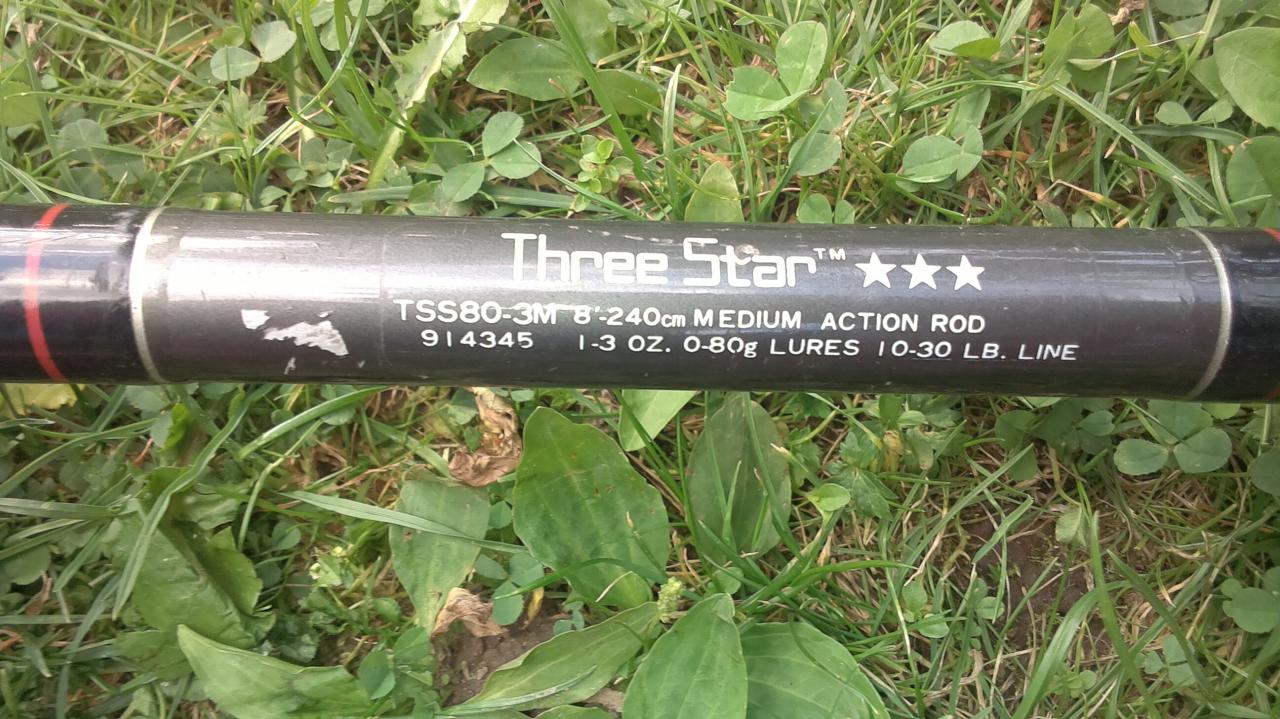 Three Star™ ★★★
TSS80-3M 8'-240cm MEDIUM ACTION ROD
914345 1-3 OZ. 0-80g LURES 10-30 LB. LINE